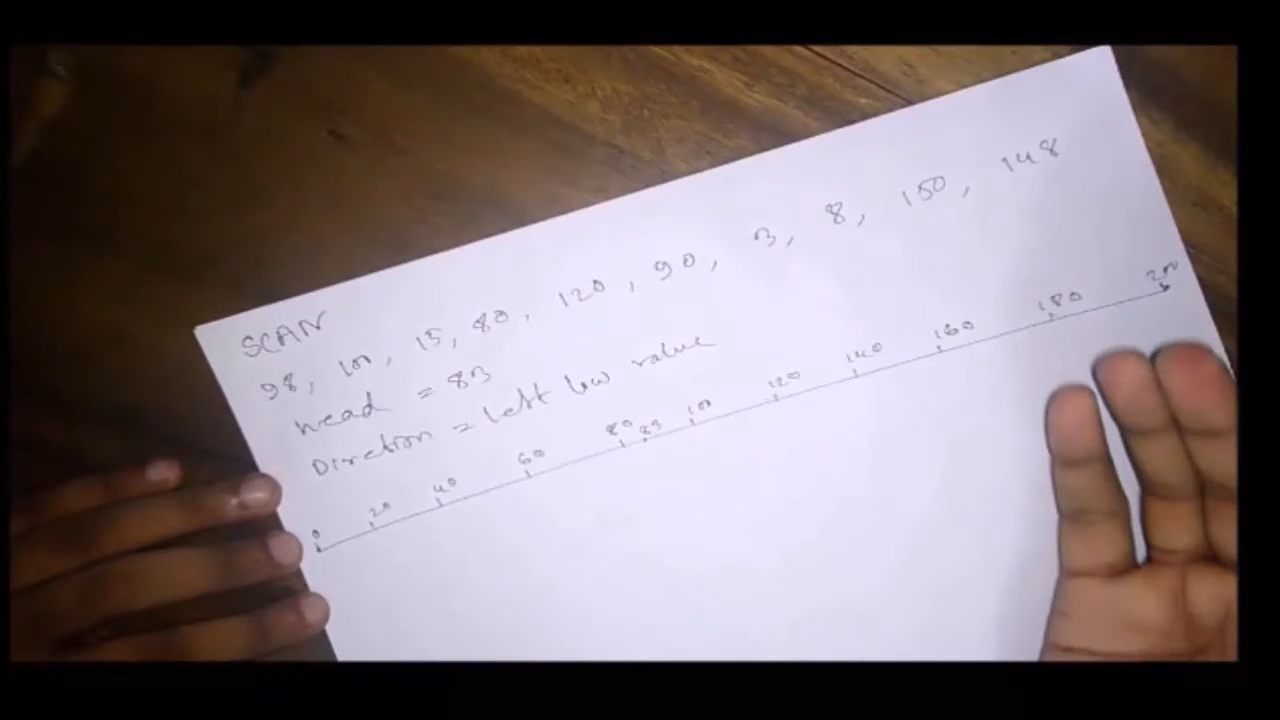 SCAN
98, 100, 15, 80, 120, 90, 3, 8, 150, 148
head = 83
Direction = left low value
0 20 40 60 80 83 100 120 140 160 180 200